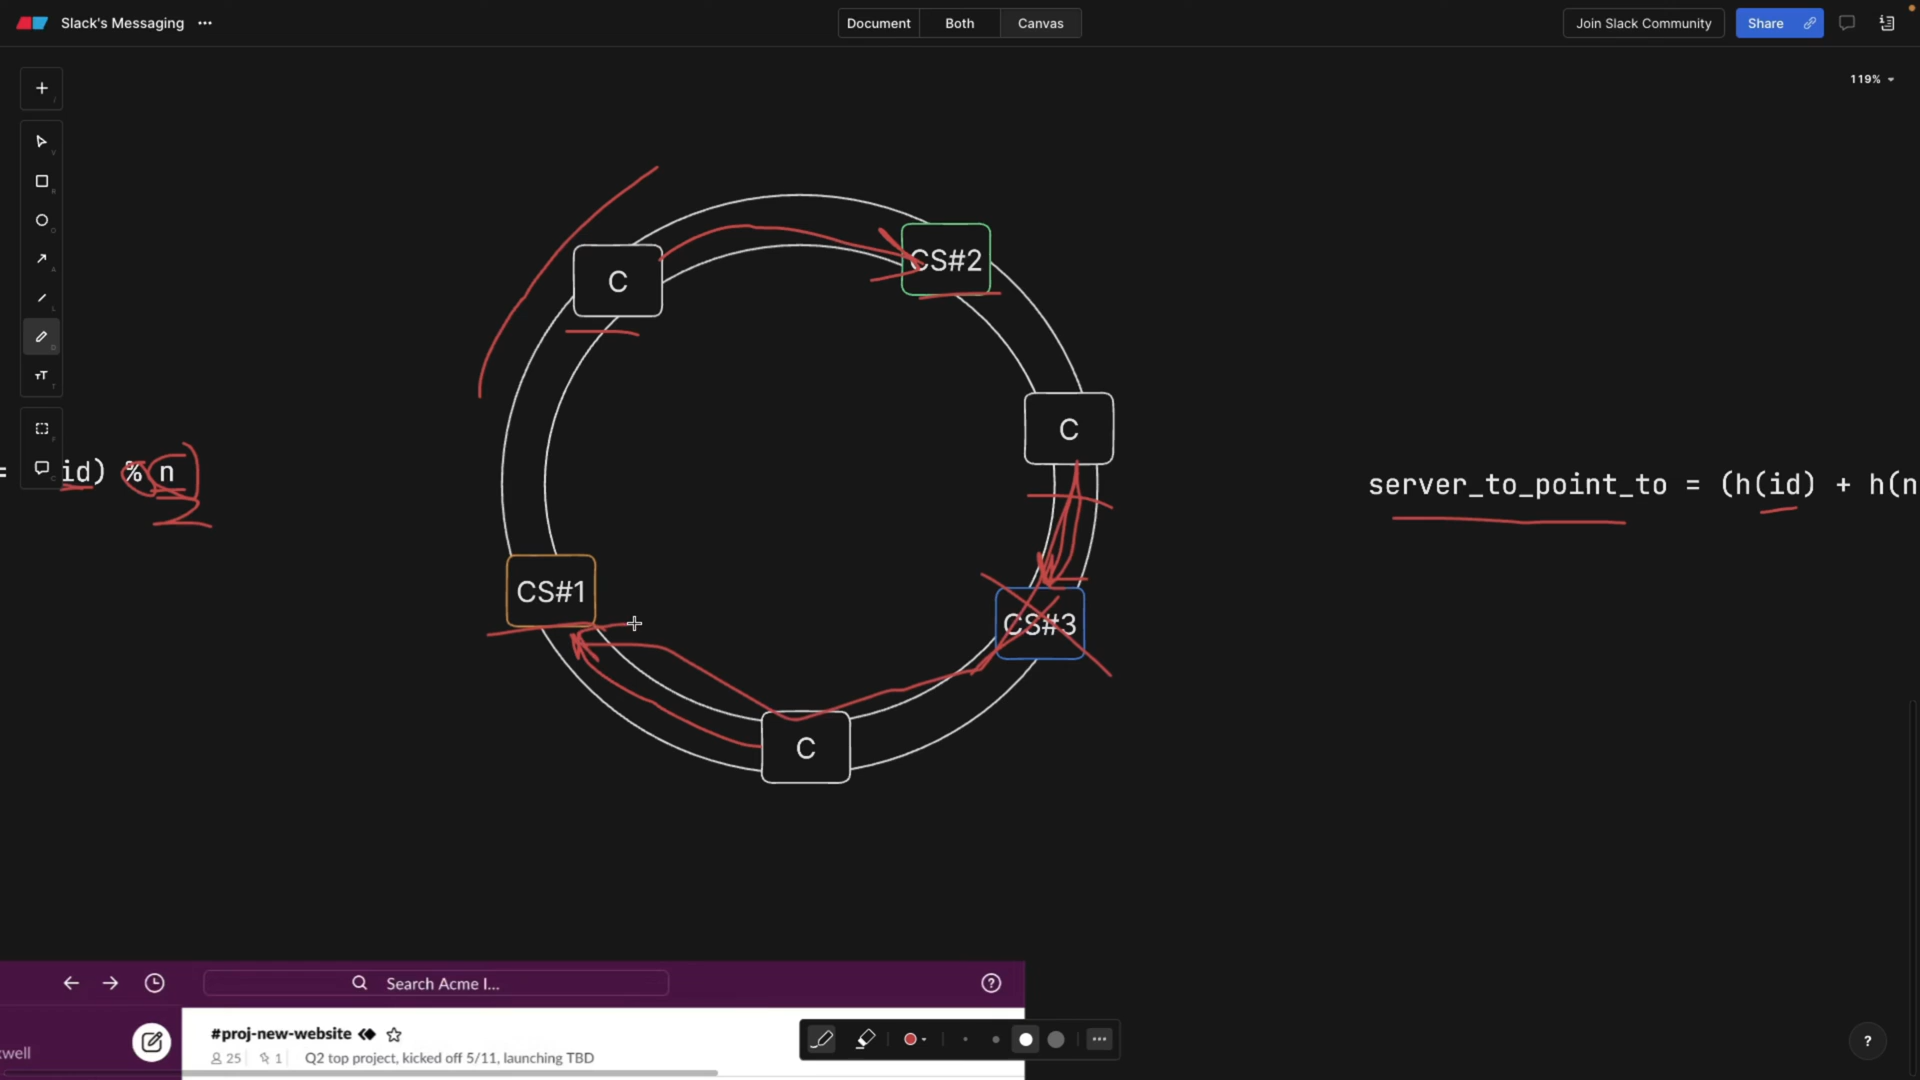 Slack's Messaging
Document Both Canvas
Join Slack Community
Share
119%
C
CS#2
C
= id) % n
server_to_point_to = (h(id) + h(n
CS#1
CS#3
C
Search Acme I...
#proj-new-website
25 1 Q2 top project, kicked off 5/11, launching TBD
xwell